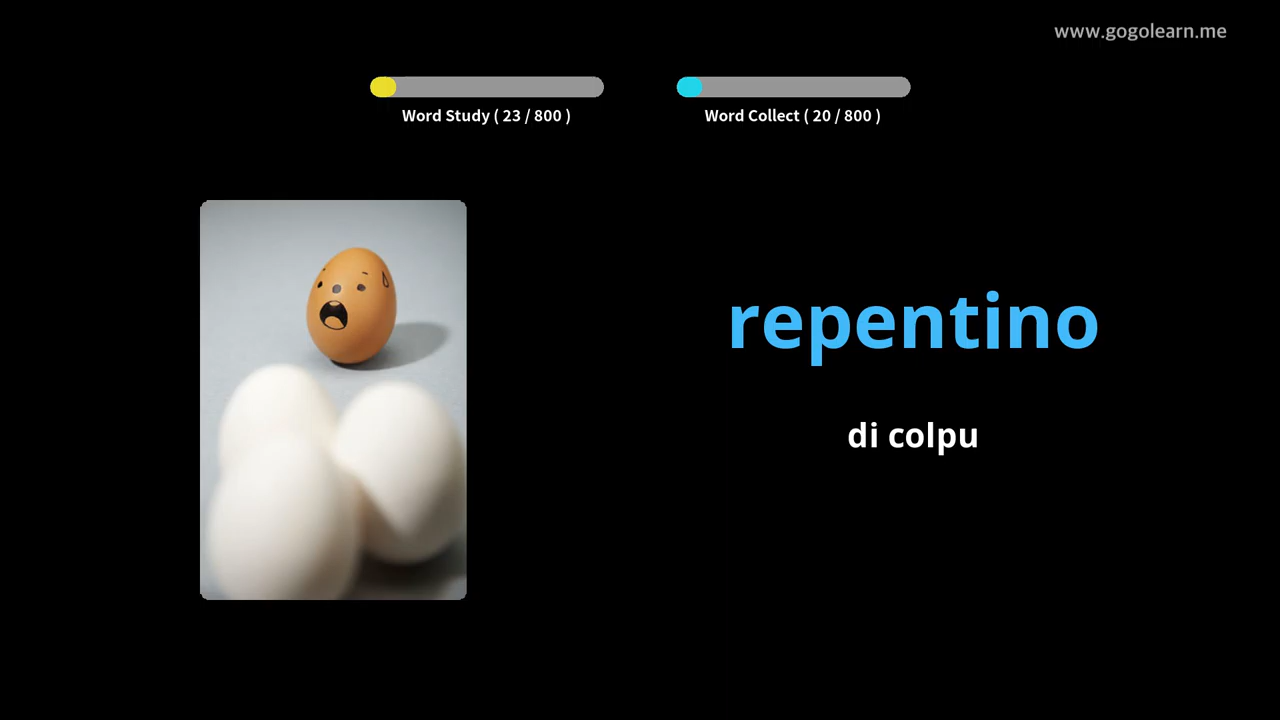 www.gogolearn.me
Word Study ( 23 / 800 )
Word Collect ( 20 / 800 )
repentino
di colpu